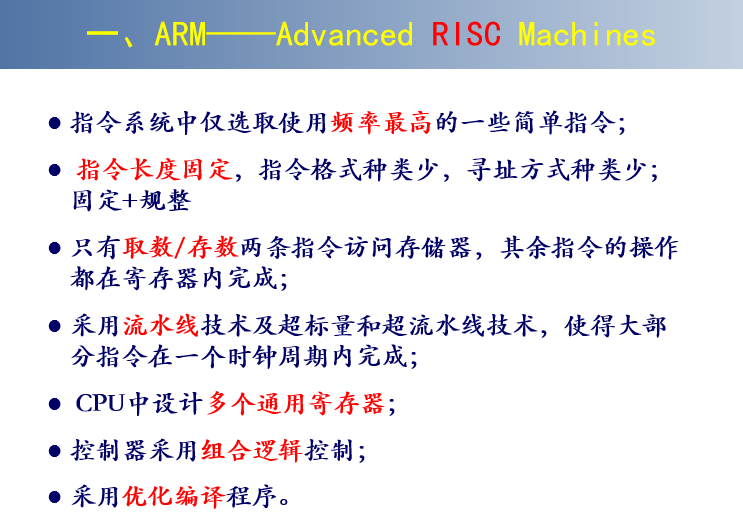 一、ARM——Advanced RISC Machines
● 指令系统中仅选取使用频率最高的一些简单指令；
● 指令长度固定，指令格式种类少，寻址方式种类少；
固定+规整
● 只有取数/存数两条指令访问存储器，其余指令的操作
都在寄存器内完成；
● 采用流水线技术及超标量和超流水线技术，使得大部
分指令在一个时钟周期内完成；
● CPU中设计多个通用寄存器；
● 控制器采用组合逻辑控制；
● 采用优化编译程序。